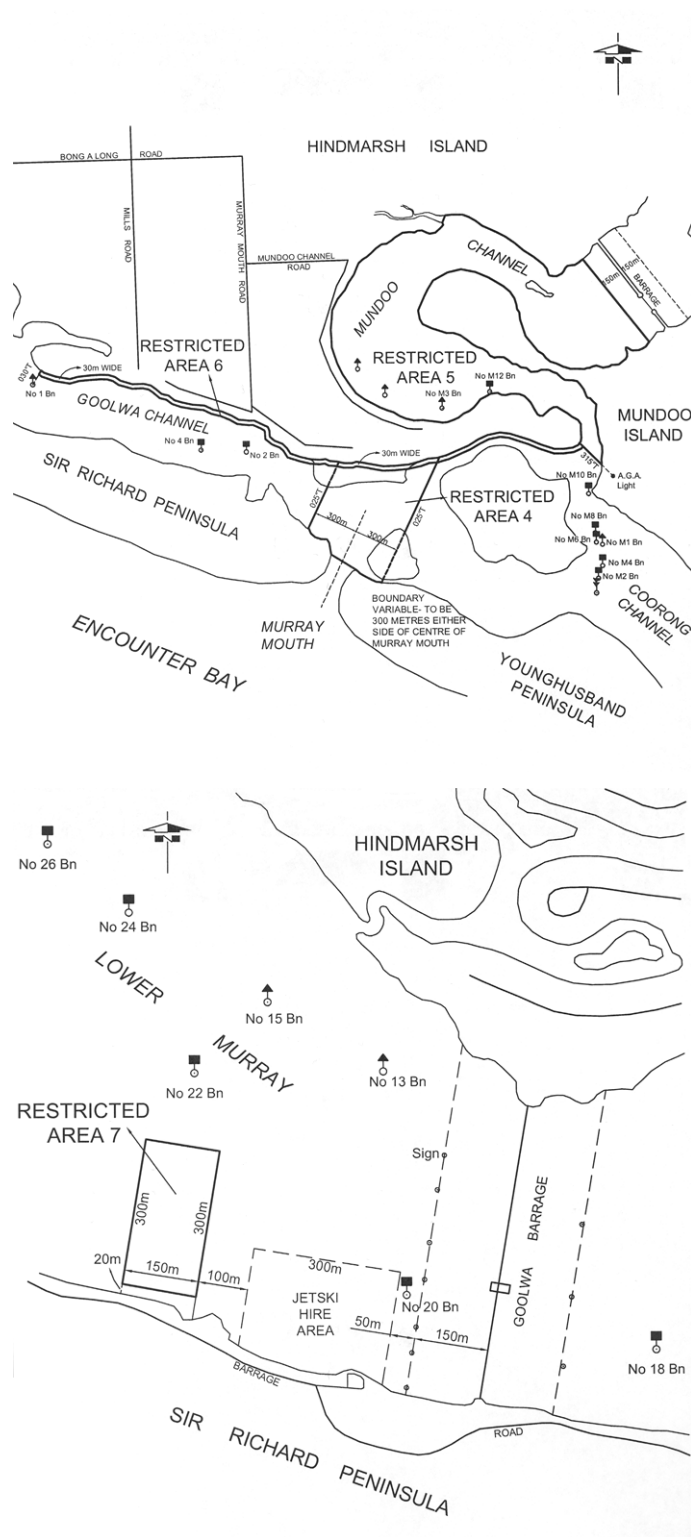 N
HINDMARSH ISLAND
BONG A LONG ROAD
MILLS ROAD
MURRAY MOUTH ROAD
MUNDOO CHANNEL
ROAD
MUNDOO CHANNEL
150m
150m
BARRAGE
RESTRICTED
AREA 6
RESTRICTED
AREA 5
030°T
30m WIDE
No 1 Bn
GOOLWA CHANNEL
No M12 Bn
No M3 Bn
MUNDOO
ISLAND
No 4 Bn
No 2 Bn
30m WIDE
315°T
A.G.A.
Light
No M10 Bn
SIR RICHARD PENINSULA
025°T
300m
300m
025°T
RESTRICTED
AREA 4
No M8 Bn
No M6 Bn
No M1 Bn
No M4 Bn
No M2 Bn
COORONG
CHANNEL
BOUNDARY
VARIABLE- TO BE
300 METRES EITHER
SIDE OF CENTRE OF
MURRAY MOUTH
MURRAY
MOUTH
ENCOUNTER BAY
YOUNGHUSBAND
PENINSULA
N
No 26 Bn
HINDMARSH
ISLAND
No 24 Bn
LOWER
MURRAY
No 15 Bn
No 22 Bn
No 13 Bn
RESTRICTED
AREA 7
Sign
300m
300m
20m
150m
100m
300m
JETSKI
HIRE
AREA
50m
No 20 Bn
150m
GOOLWA BARRAGE
No 18 Bn
BARRAGE
ROAD
SIR RICHARD PENINSULA